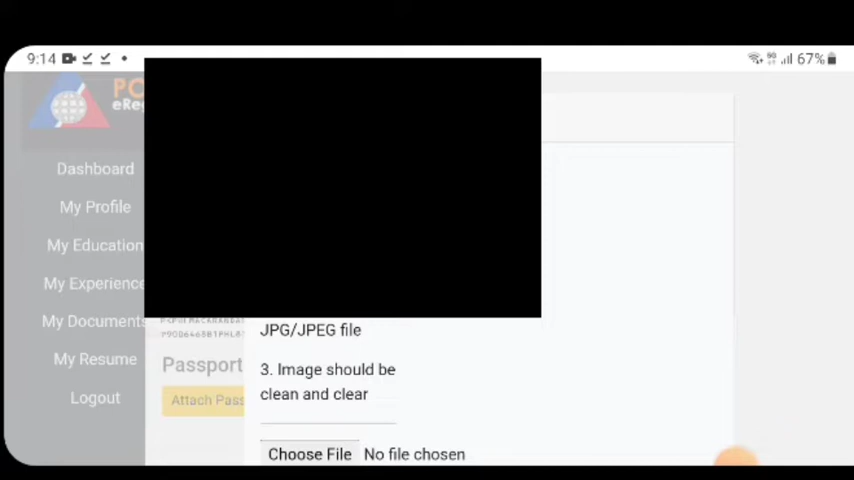 9:14
67%
PO
eReg
Dashboard
My Profile
My Education
My Experience
My Documents
My Resume
Logout
JPG/JPEG file
3. Image should be
clean and clear
Passport
Attach Pass
Choose File No file chosen